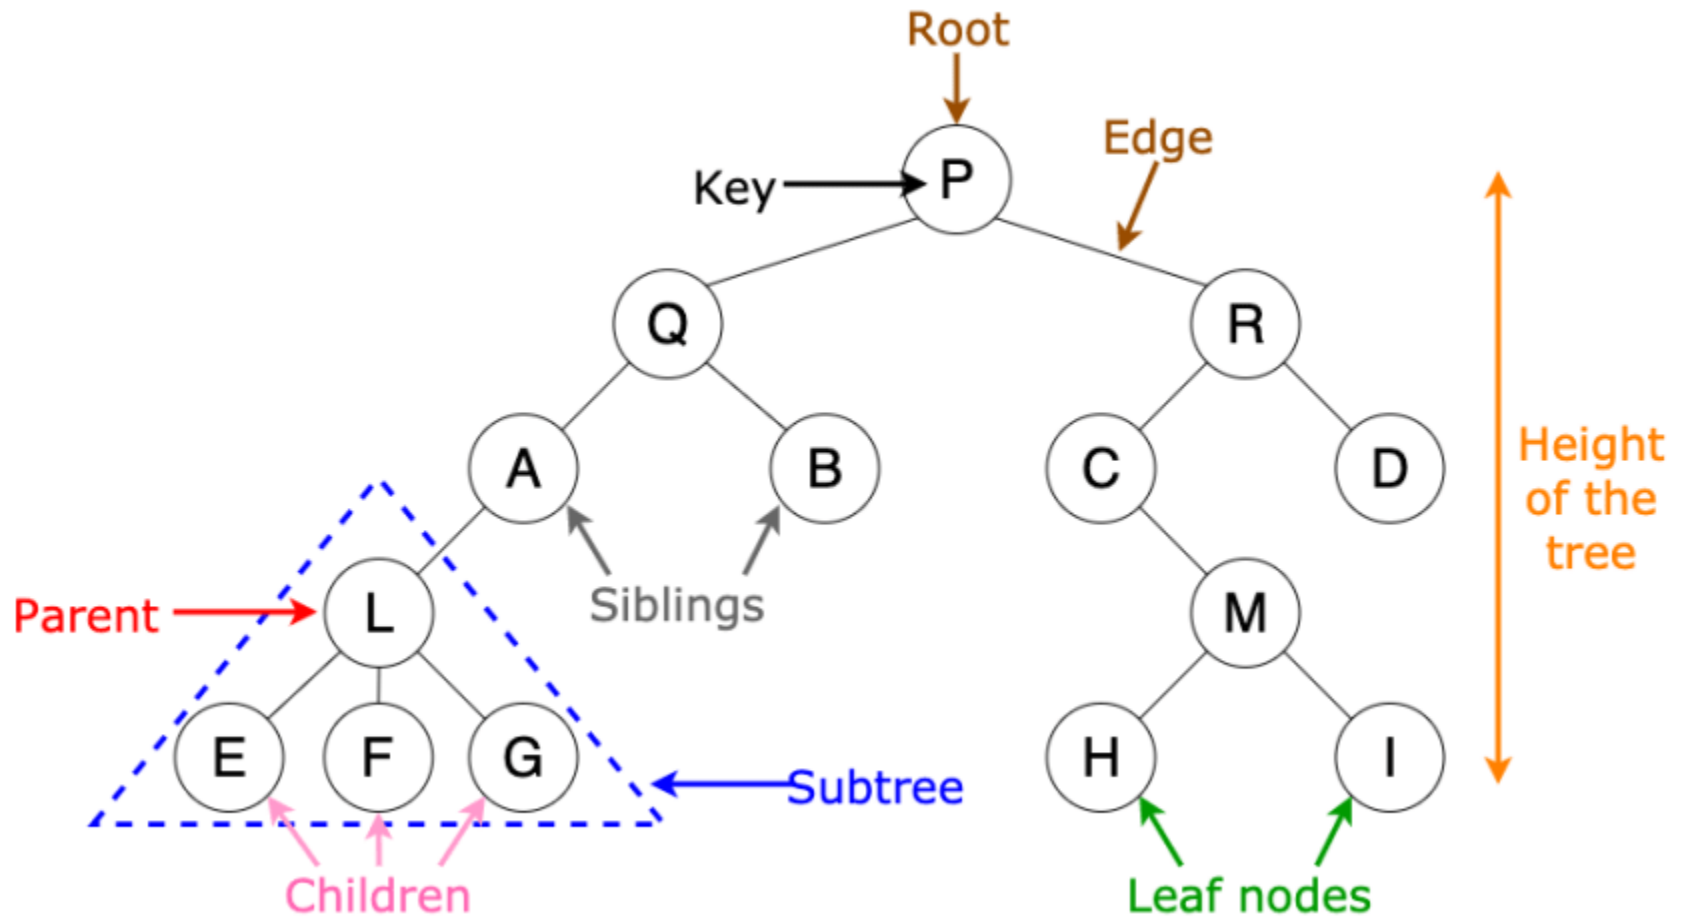 Root
Edge
Key
P
Q
R
A
B
C
D
Height
of the
tree
Siblings
Parent
L
M
E
F
G
H
I
Subtree
Children
Leaf nodes